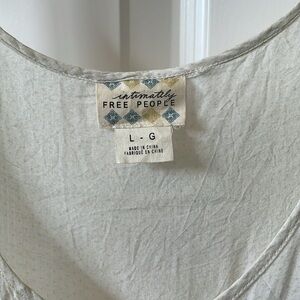 intimately
FREE PEOPLE
L - G
MADE IN CHINA
FABRIQUÉ EN CHINE